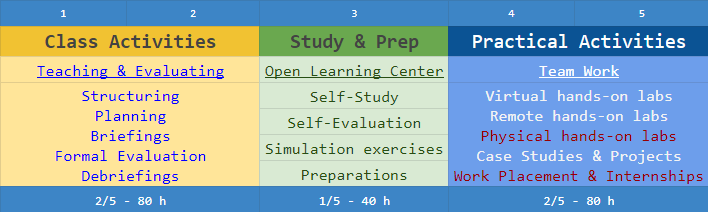 1 2 3 4 5
Class Activities Study & Prep Practical Activities
Teaching & Evaluating Open Learning Center Team Work
Structuring Self-Study Virtual hands-on labs
Planning Self-Evaluation Remote hands-on labs
Briefings Simulation exercises Physical hands-on labs
Formal Evaluation Preparations Case Studies & Projects
Debriefings Work Placement & Internships
2/5 - 80 h 1/5 - 40 h 2/5 - 80 h